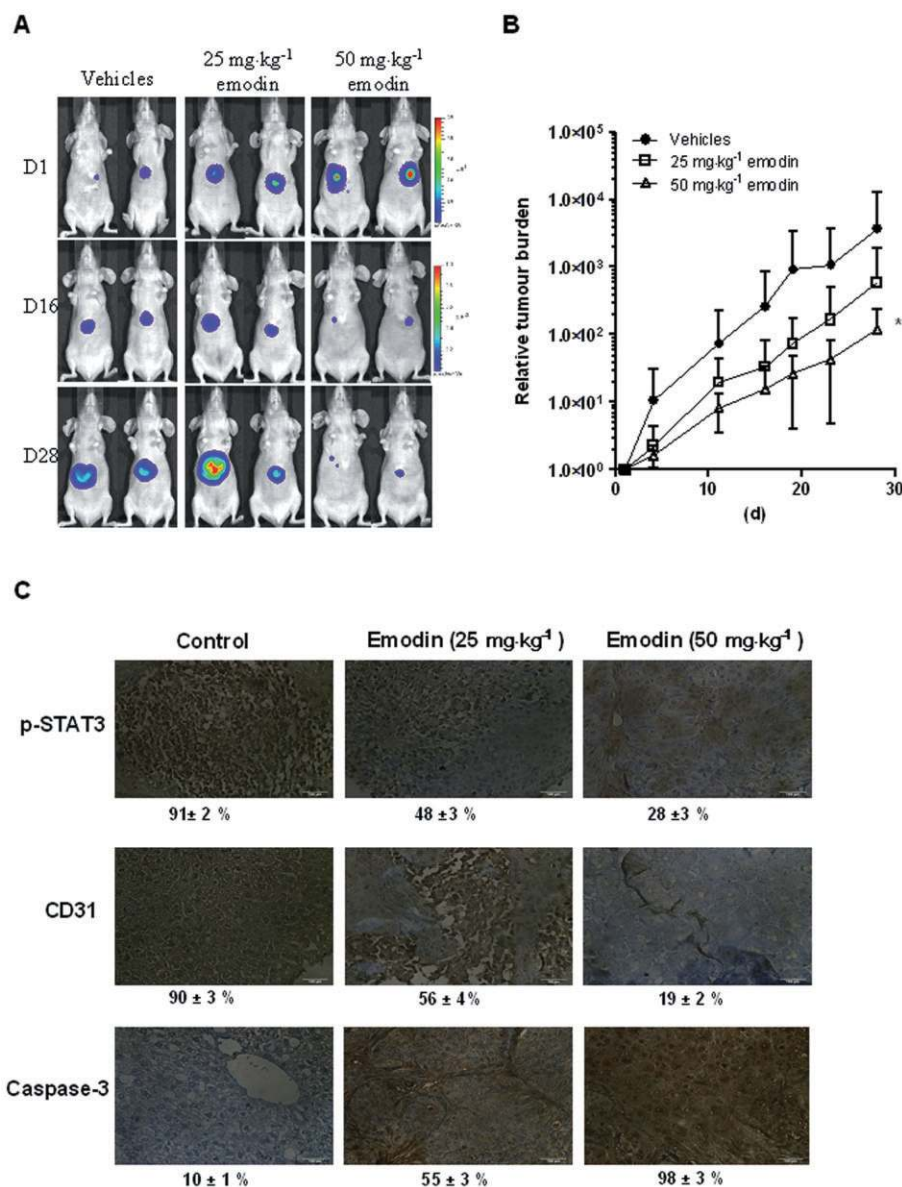 A
Vehicles
25 mg·kg⁻¹
emodin
50 mg·kg⁻¹
emodin
D1
D16
D28
B
Relative tumour burden
1.0×10⁵
1.0×10⁴
1.0×10³
1.0×10²
1.0×10¹
1.0×10⁰
Vehicles
25 mg·kg⁻¹ emodin
50 mg·kg⁻¹ emodin
*
0 10 20 30
(d)
C
Control Emodin (25 mg·kg⁻¹ ) Emodin (50 mg·kg⁻¹ )
p-STAT3
91± 2 % 48 ±3 % 28 ±3 %
CD31
90 ± 3 % 56 ± 4 % 19 ± 2 %
Caspase-3
10 ± 1 % 55 ± 3 % 98 ± 3 %